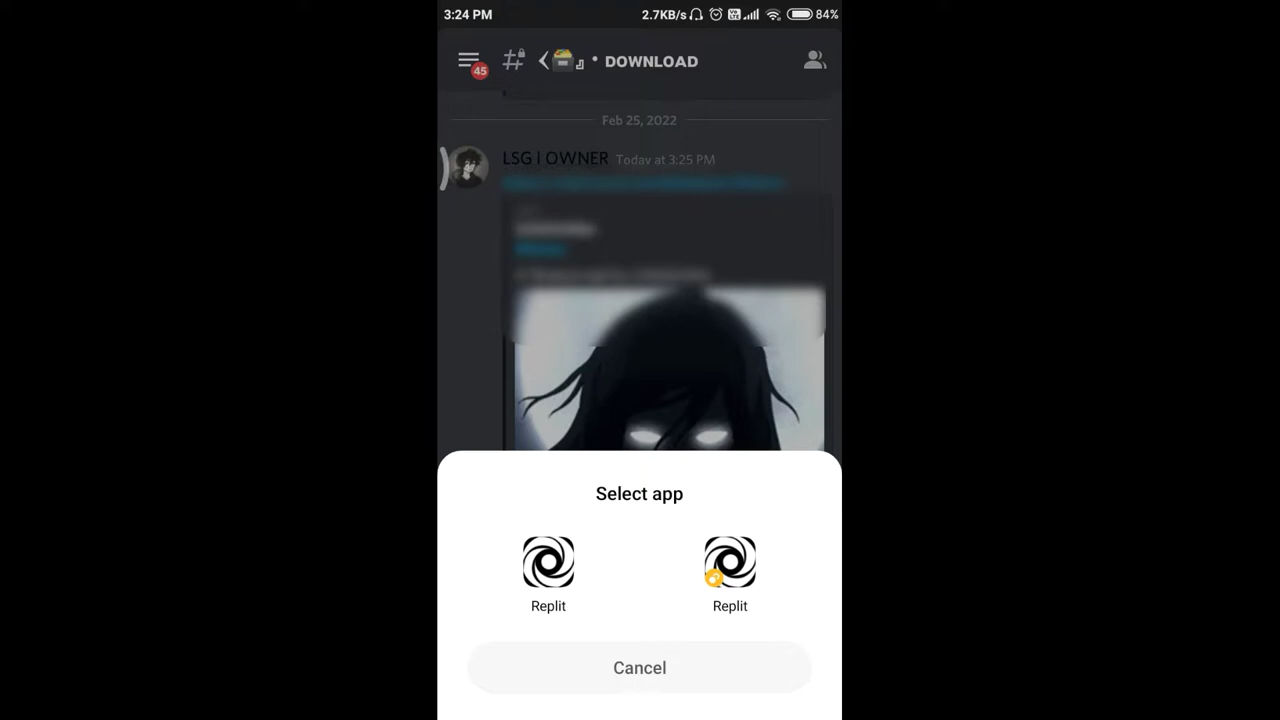 3:24 PM 2.7KB/s 84%
45 # DOWNLOAD
Feb 25, 2022
LSG | OWNER Today at 3:25 PM
Select app
Replit Replit
Cancel